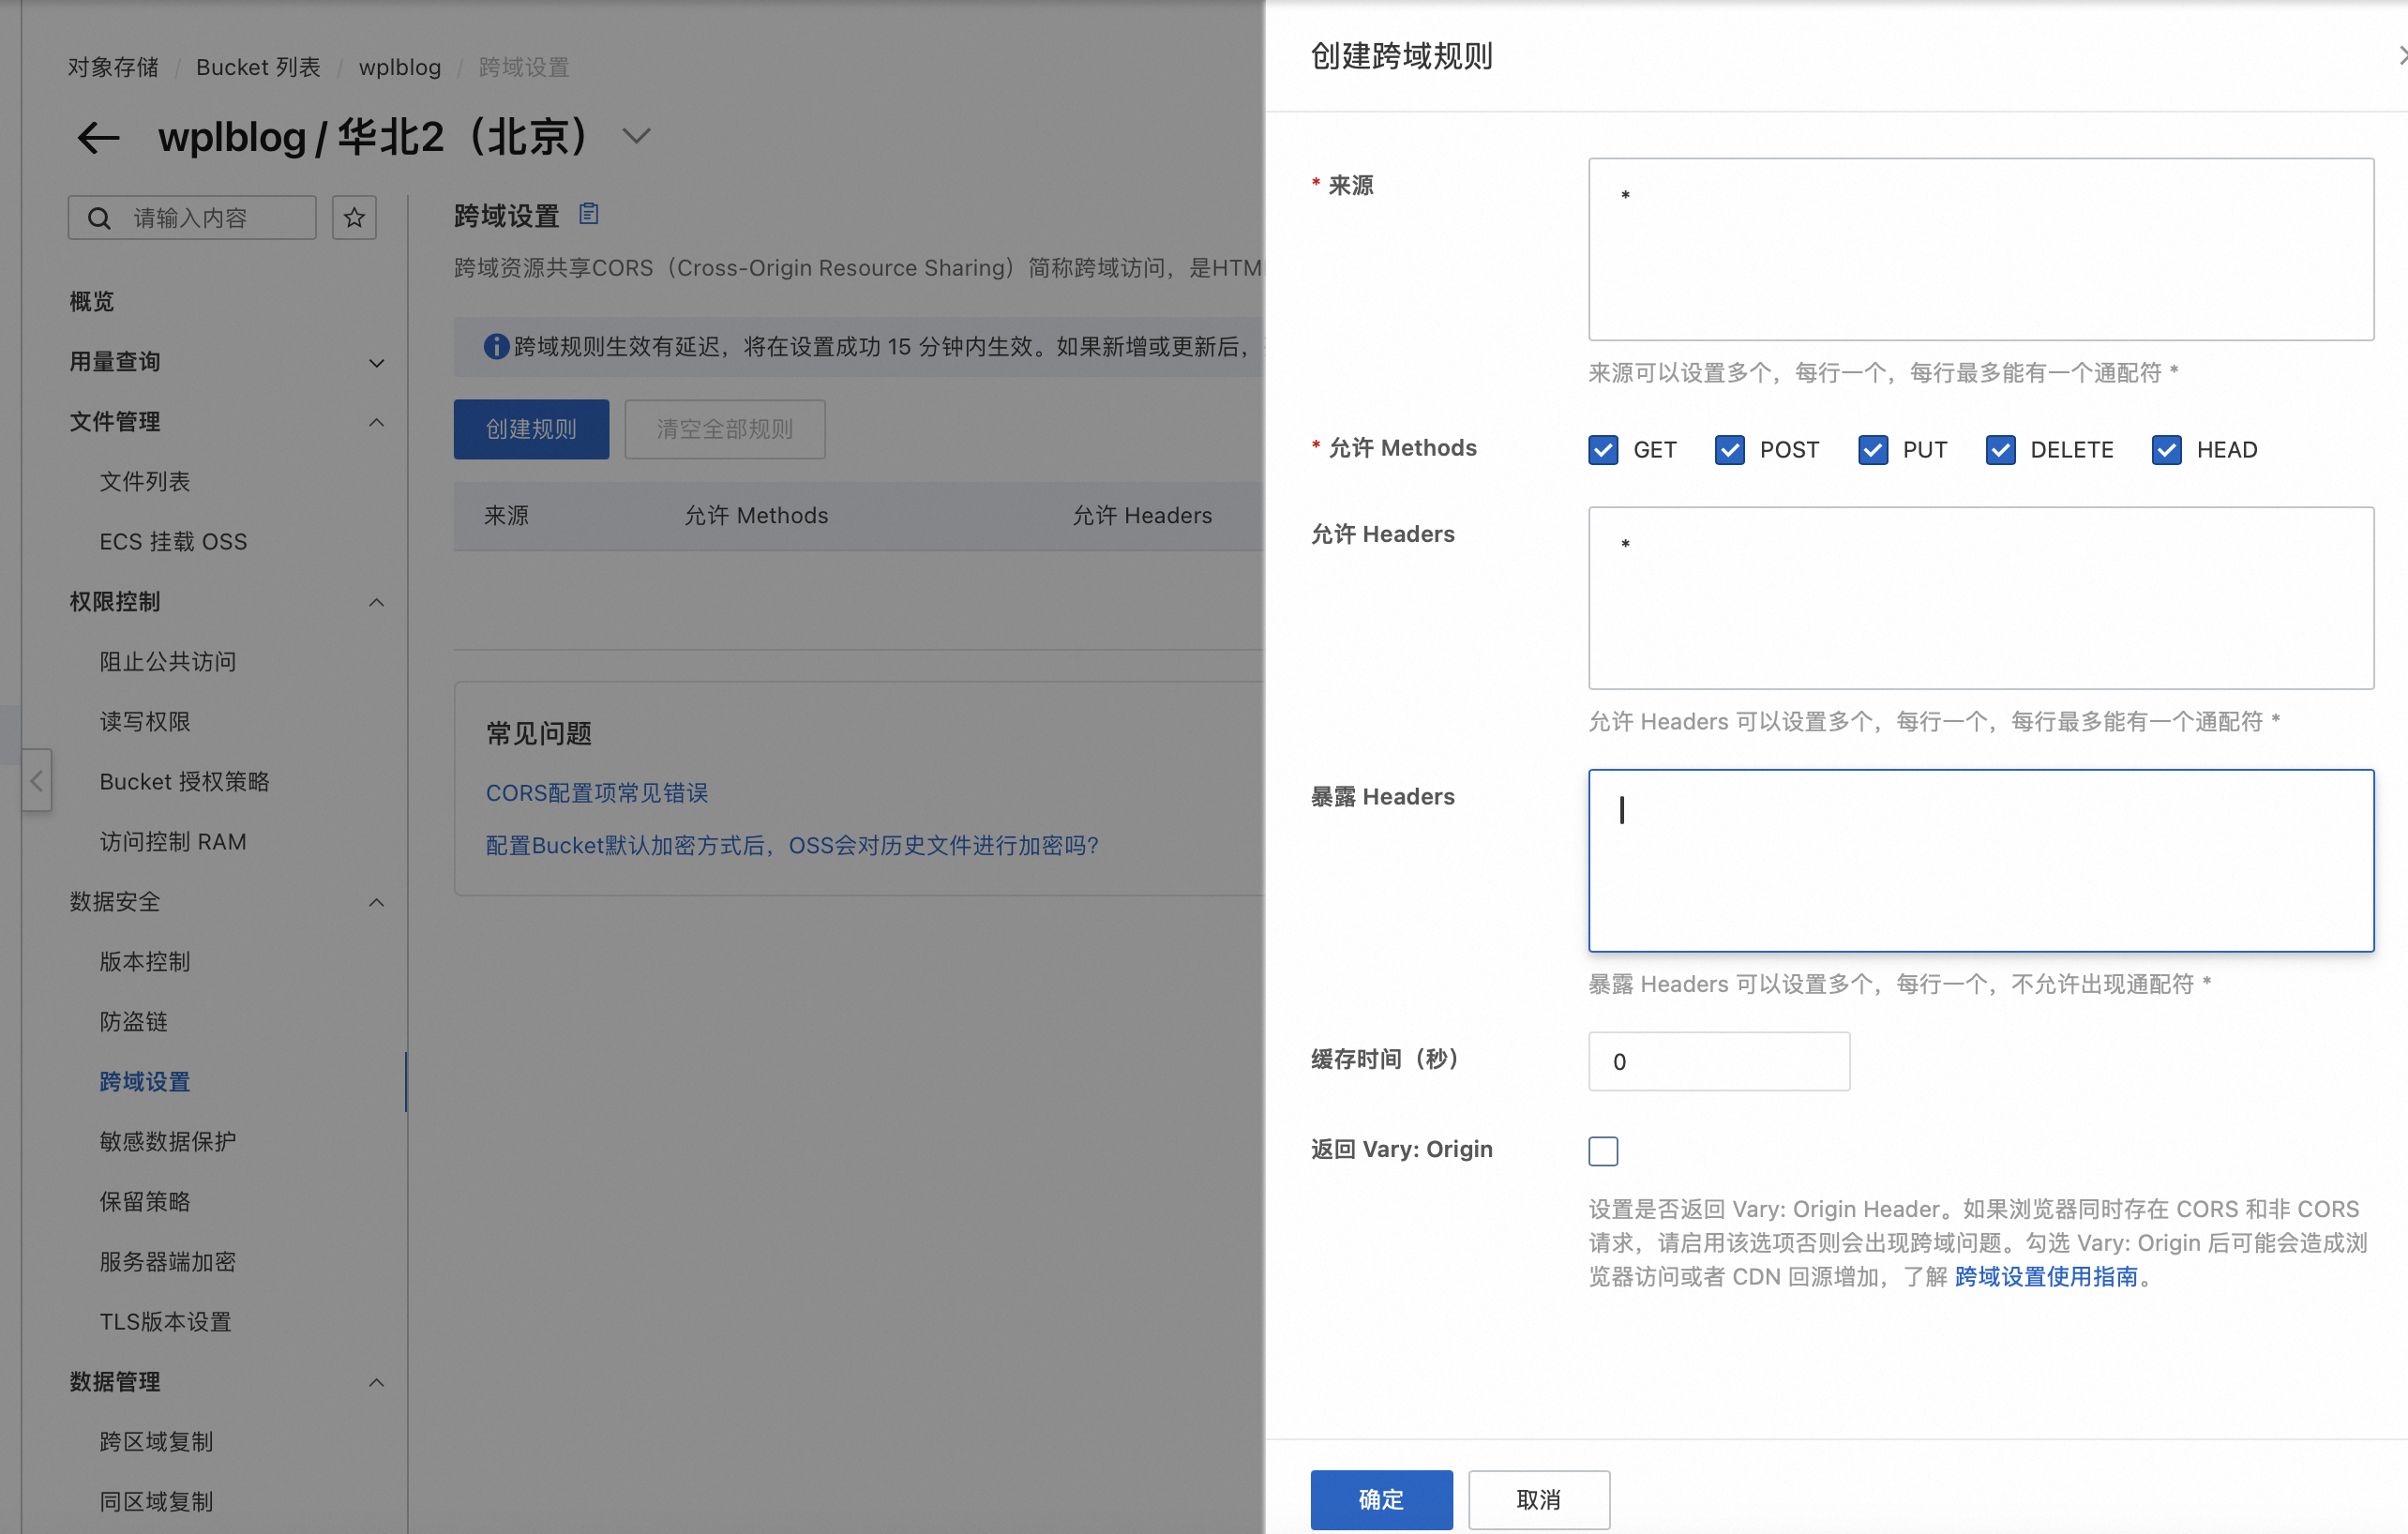 对象存储 / Bucket 列表 / wplblog / 跨域设置
wplblog / 华北2（北京）
请输入内容
概览
用量查询
文件管理
文件列表
ECS 挂载 OSS
权限控制
阻止公共访问
读写权限
Bucket 授权策略
访问控制 RAM
数据安全
版本控制
防盗链
跨域设置
敏感数据保护
保留策略
服务器端加密
TLS版本设置
数据管理
跨区域复制
同区域复制
跨域设置
跨域资源共享CORS（Cross-Origin Resource Sharing）简称跨域访问，是HTM
跨域规则生效有延迟，将在设置成功 15 分钟内生效。如果新增或更新后，
创建规则 清空全部规则
来源 允许 Methods 允许 Headers
常见问题
CORS配置项常见错误
配置Bucket默认加密方式后，OSS会对历史文件进行加密吗?
创建跨域规则
* 来源
*
来源可以设置多个，每行一个，每行最多能有一个通配符 *
* 允许 Methods GET POST PUT DELETE HEAD
允许 Headers
*
允许 Headers 可以设置多个，每行一个，每行最多能有一个通配符 *
暴露 Headers
暴露 Headers 可以设置多个，每行一个，不允许出现通配符 *
缓存时间（秒） 0
返回 Vary: Origin
设置是否返回 Vary: Origin Header。如果浏览器同时存在 CORS 和非 CORS
请求，请启用该选项否则会出现跨域问题。勾选 Vary: Origin 后可能会造成浏
览器访问或者 CDN 回源增加，了解 跨域设置使用指南。
确定 取消